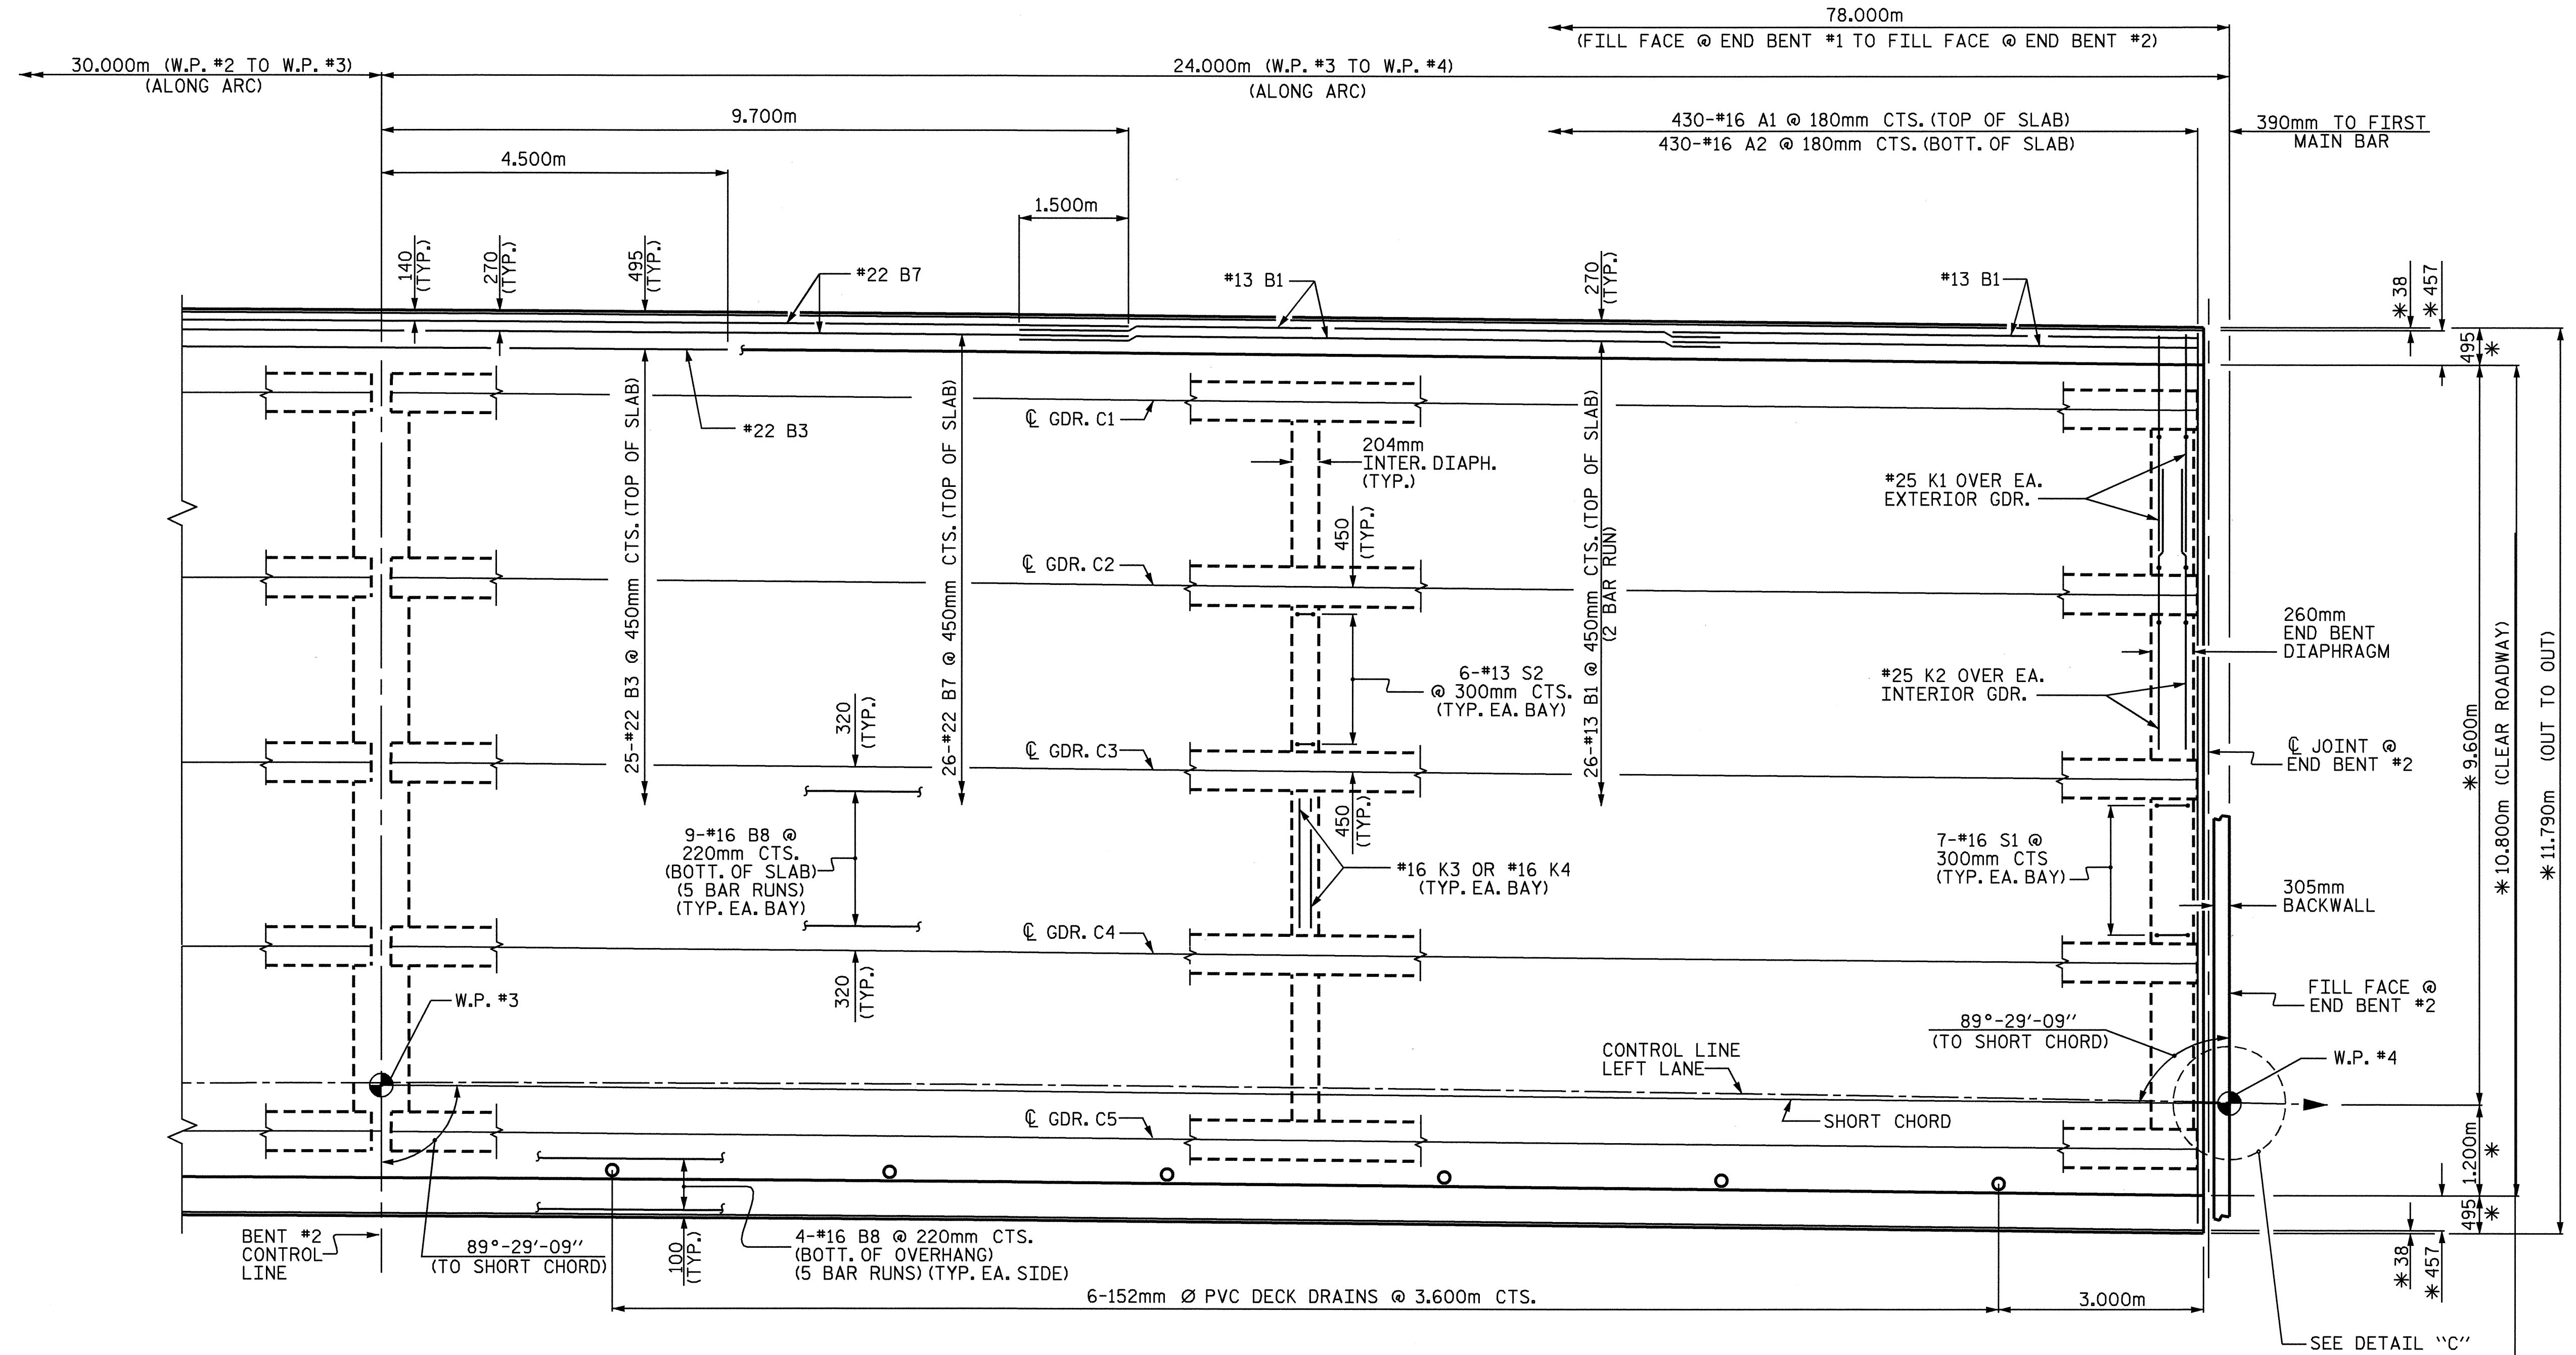 78.000m
(FILL FACE @ END BENT #1 TO FILL FACE @ END BENT #2)
30.000m (W.P. #2 TO W.P. #3)
(ALONG ARC)
24.000m (W.P. #3 TO W.P. #4)
(ALONG ARC)
9.700m
430-#16 A1 @ 180mm CTS. (TOP OF SLAB)
430-#16 A2 @ 180mm CTS. (BOTT. OF SLAB)
390mm TO FIRST
MAIN BAR
4.500m
1.500m
140
(TYP.)
270
(TYP.)
495
(TYP.)
#22 B7
#13 B1
270
(TYP.)
#13 B1
✳ 38
✳ 457
495
✳
25-#22 B3 @ 450mm CTS. (TOP OF SLAB)
#22 B3
26-#22 B7 @ 450mm CTS. (TOP OF SLAB)
℄ GDR. C1
204mm
INTER. DIAPH.
(TYP.)
26-#13 B1 @ 450mm CTS. (TOP OF SLAB)
(2 BAR RUN)
#25 K1 OVER EA.
EXTERIOR GDR.
450
(TYP.)
℄ GDR. C2
260mm
END BENT
DIAPHRAGM
6-#13 S2
@ 300mm CTS.
(TYP. EA. BAY)
#25 K2 OVER EA.
INTERIOR GDR.
✳ 9.600m
✳ 10.800m (CLEAR ROADWAY)
✳ 11.790m (OUT TO OUT)
320
(TYP.)
℄ GDR. C3
℄ JOINT @
END BENT #2
9-#16 B8 @
220mm CTS.
(BOTT. OF SLAB)
(5 BAR RUNS)
(TYP. EA. BAY)
450
(TYP.)
#16 K3 OR #16 K4
(TYP. EA. BAY)
7-#16 S1 @
300mm CTS
(TYP. EA. BAY)
305mm
BACKWALL
℄ GDR. C4
320
(TYP.)
W.P. #3
FILL FACE @
END BENT #2
89°-29'-09''
(TO SHORT CHORD)
CONTROL LINE
LEFT LANE
W.P. #4
℄ GDR. C5
SHORT CHORD
1.200m
✳
495
✳
BENT #2
CONTROL
LINE
89°-29'-09''
(TO SHORT CHORD)
100
(TYP.)
4-#16 B8 @ 220mm CTS.
(BOTT. OF OVERHANG)
(5 BAR RUNS) (TYP. EA. SIDE)
✳ 38
✳ 457
6-152mm Ø PVC DECK DRAINS @ 3.600m CTS.
3.000m
SEE DETAIL "C"